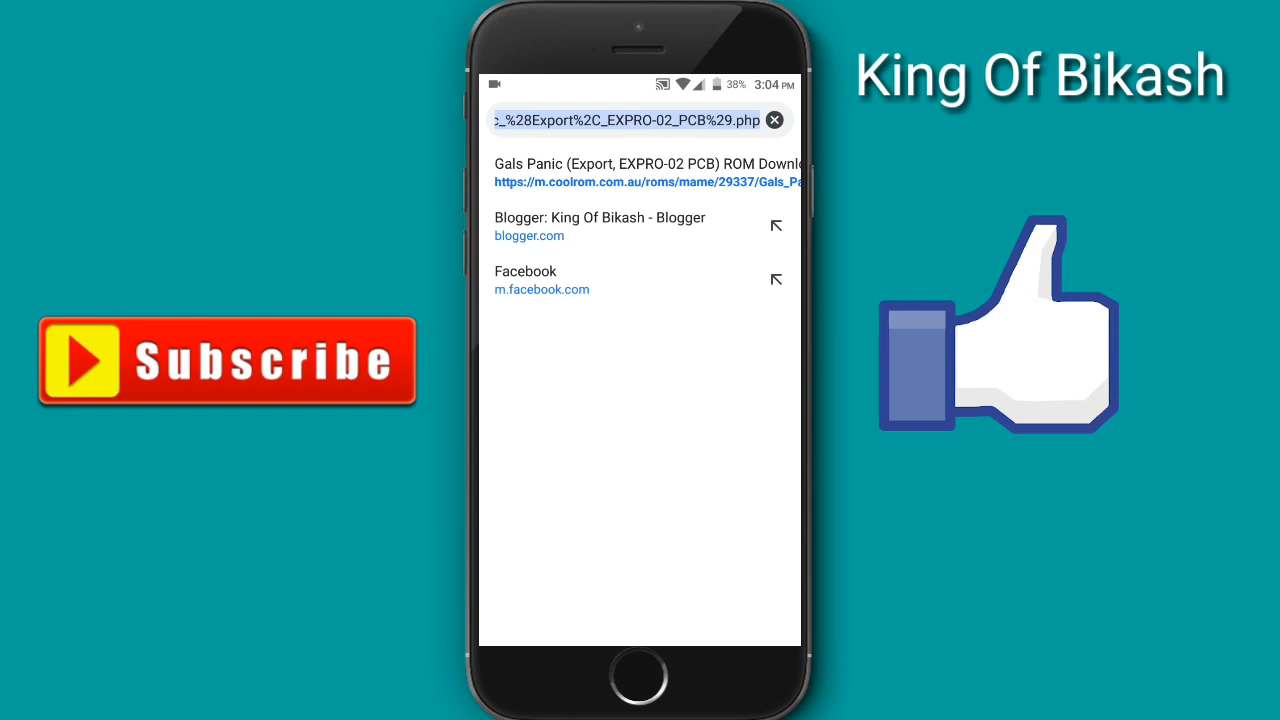 King Of Bikash
38% 3:04 PM
c_%28Export%2C_EXPRO-02_PCB%29.php
Gals Panic (Export, EXPRO-02 PCB) ROM Downlo
https://m.coolrom.com.au/roms/mame/29337/Gals_Pa
Blogger: King Of Bikash - Blogger
blogger.com
Facebook
m.facebook.com
Subscribe